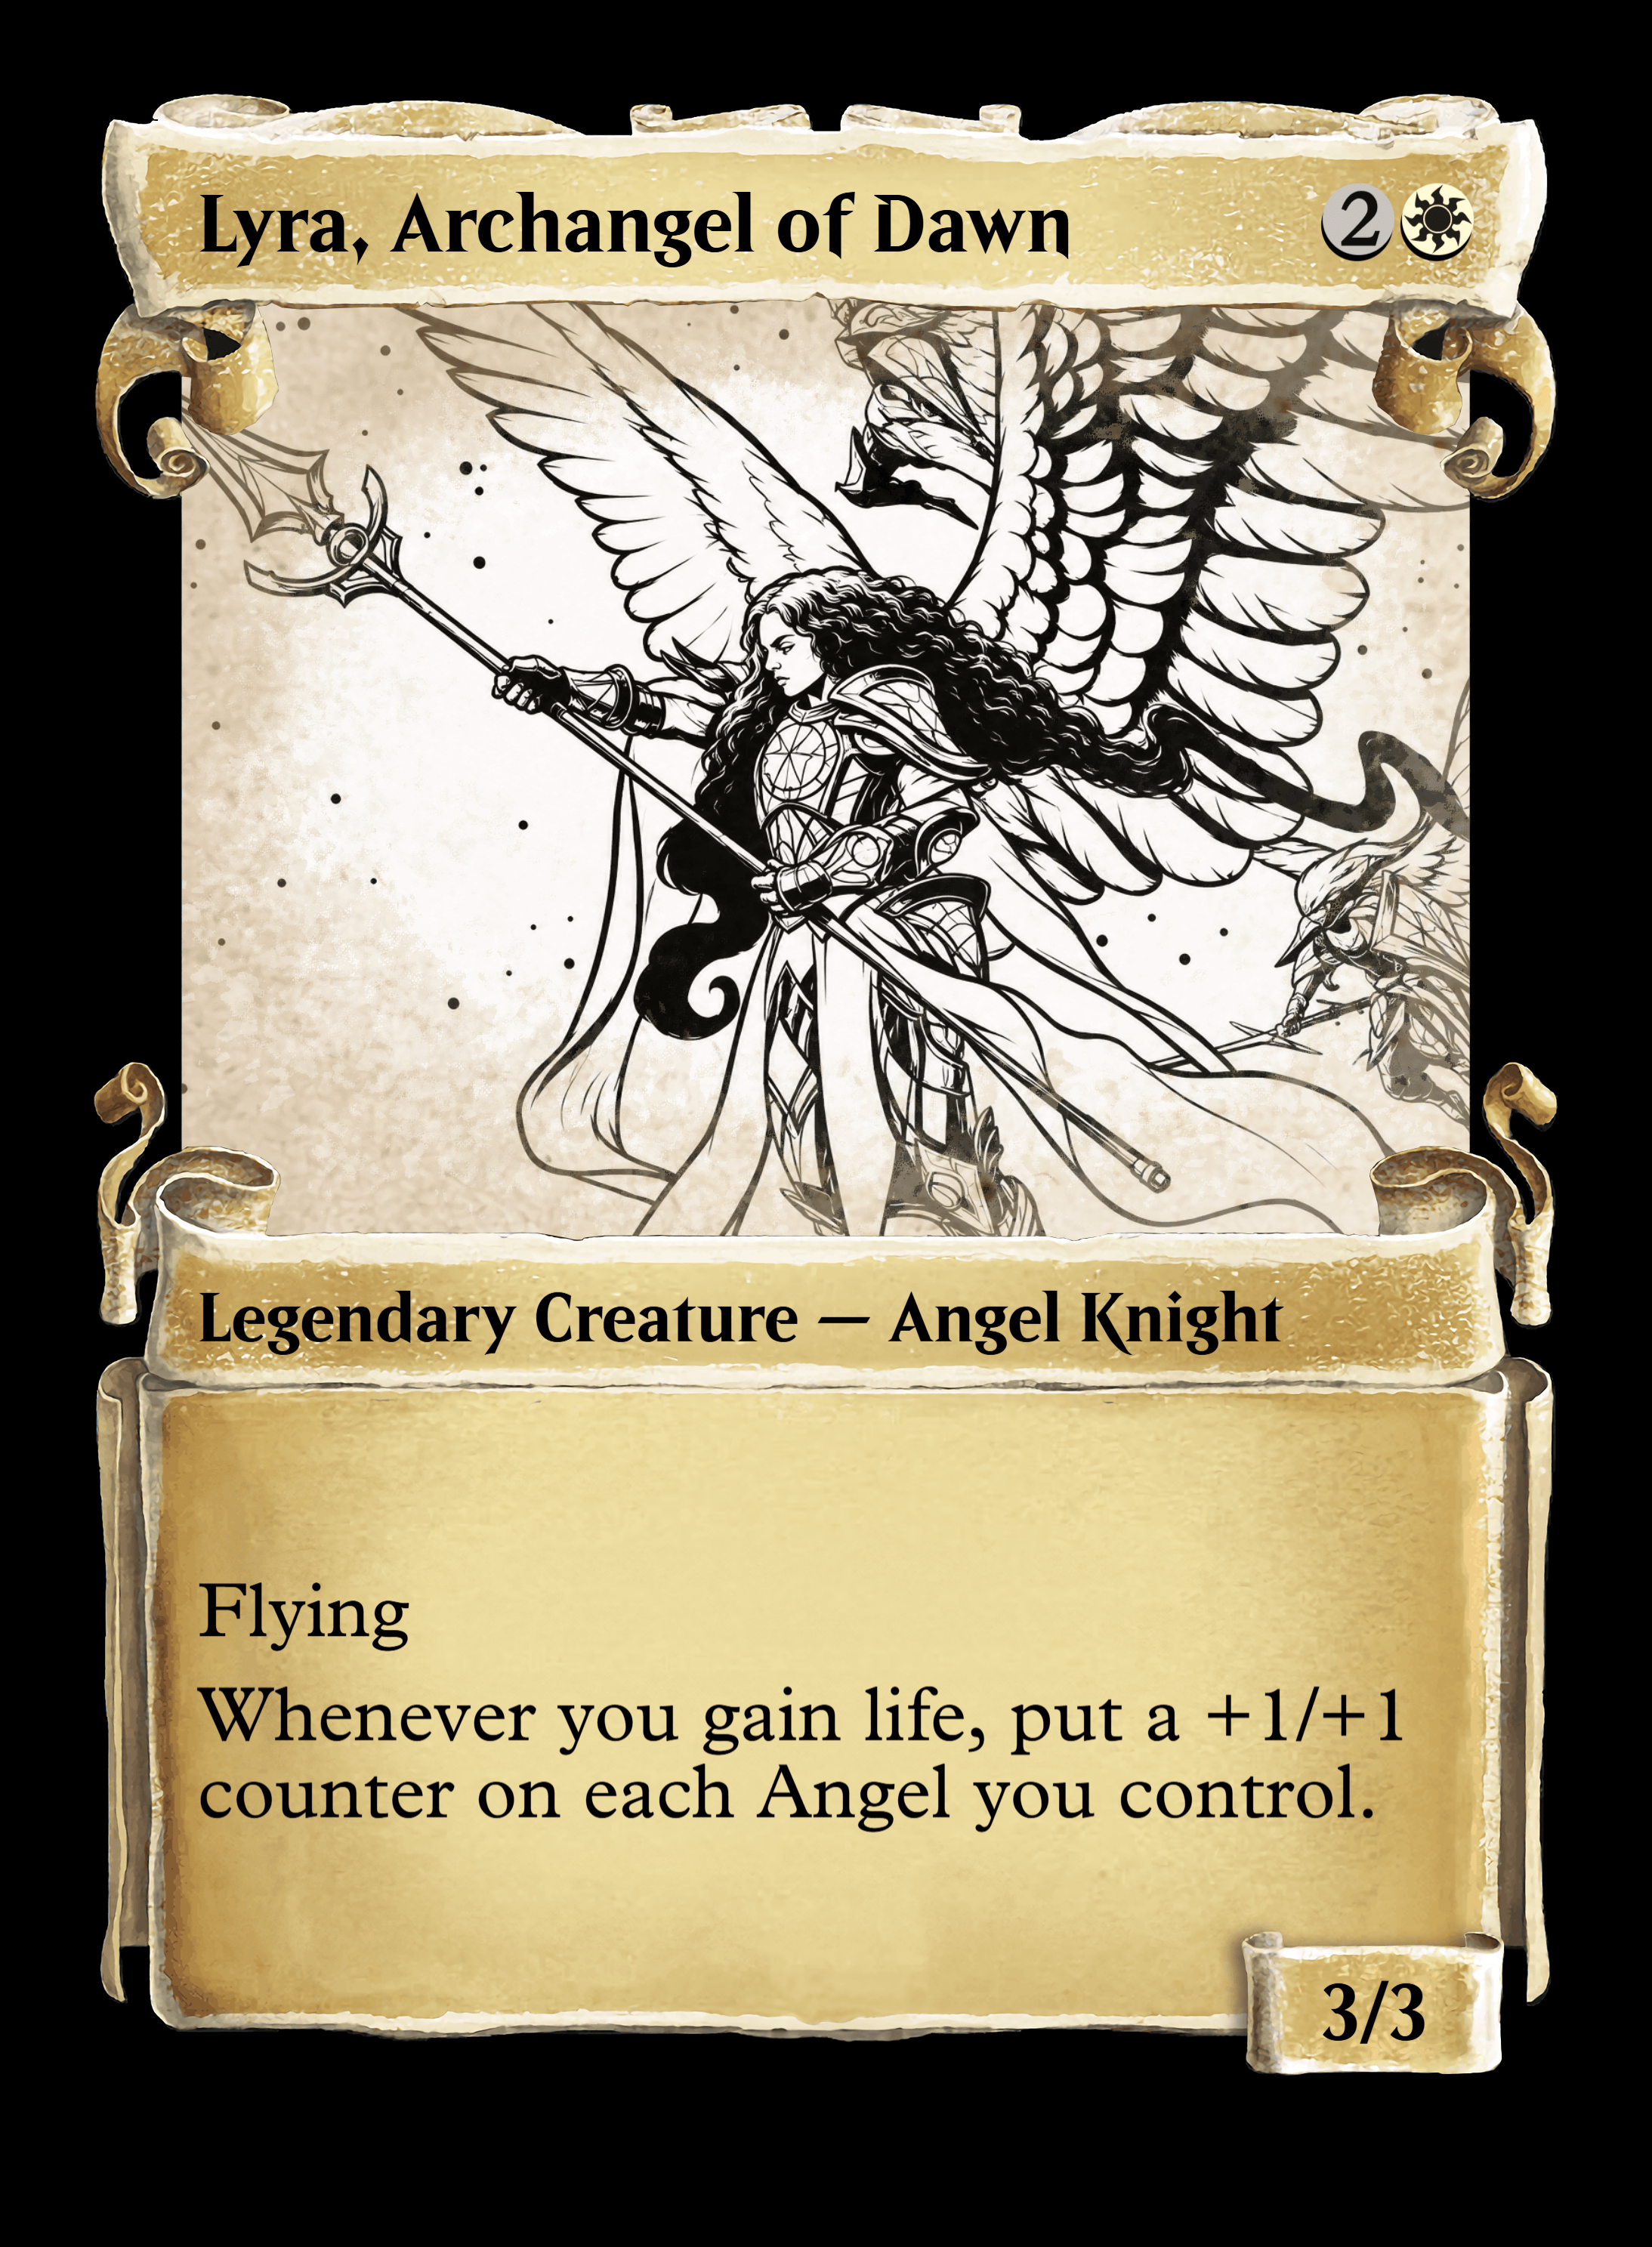 Lyra, Archangel of Dawn 2
Legendary Creature — Angel Knight
Flying
Whenever you gain life, put a +1/+1
counter on each Angel you control.
3/3